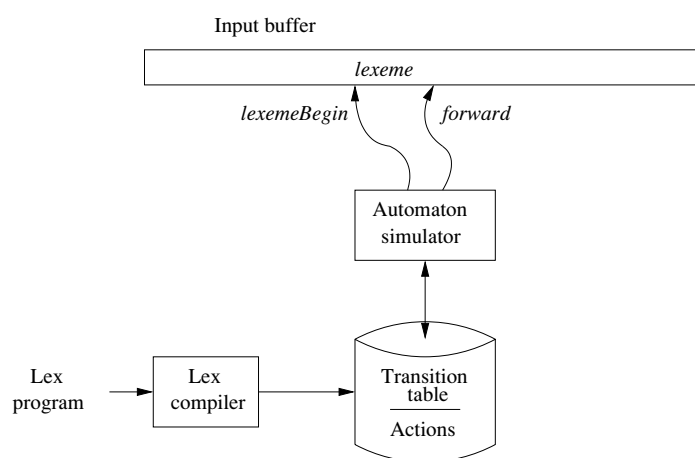 Input buffer
lexeme
lexemeBegin
forward
Automaton
simulator
Lex
program
Lex
compiler
Transition
table
Actions